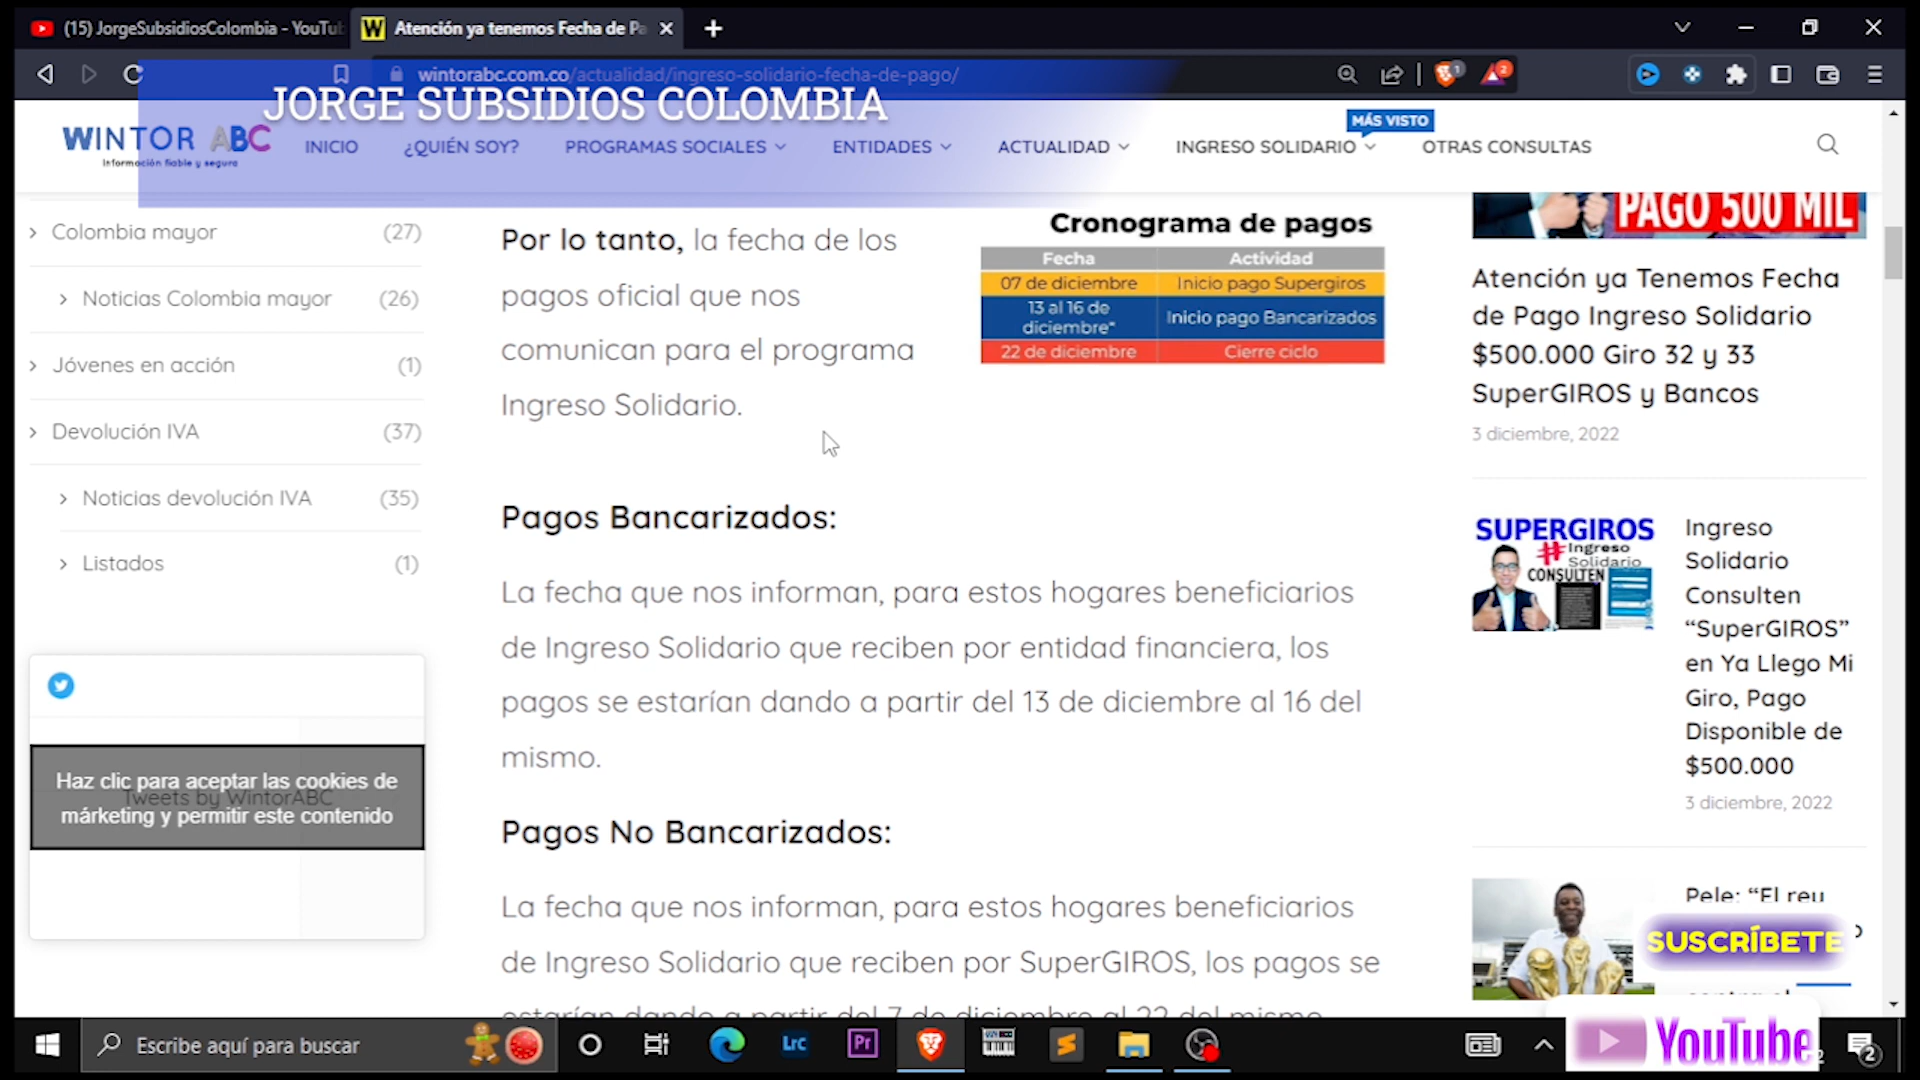 (15) JorgeSubsidiosColombia - YouTu
Atención ya tenemos Fecha de Pa
wintorabc.com.co/actualidad/ingreso-solidario-fecha-de-pago/
JORGE SUBSIDIOS COLOMBIA
WINTOR ABC
Información fiable y segura
INICIO
¿QUIÉN SOY?
PROGRAMAS SOCIALES
ENTIDADES
ACTUALIDAD
INGRESO SOLIDARIO
MÁS VISTO
OTRAS CONSULTAS
Colombia mayor (27)
Noticias Colombia mayor (26)
Jóvenes en acción (1)
Devolución IVA (37)
Noticias devolución IVA (35)
Listados (1)
Tweets by WintorABC
Haz clic para aceptar las cookies de
márketing y permitir este contenido
Por lo tanto, la fecha de los
pagos oficial que nos
comunican para el programa
Ingreso Solidario.
Cronograma de pagos
Fecha Actividad
07 de diciembre Inicio pago Supergiros
13 al 16 de
diciembre* Inicio pago Bancarizados
22 de diciembre Cierre ciclo
Pagos Bancarizados:
La fecha que nos informan, para estos hogares beneficiarios
de Ingreso Solidario que reciben por entidad financiera, los
pagos se estarían dando a partir del 13 de diciembre al 16 del
mismo.
Pagos No Bancarizados:
La fecha que nos informan, para estos hogares beneficiarios
de Ingreso Solidario que reciben por SuperGIROS, los pagos se
estarían dando a partir del 7 de diciembre al 22 del mismo
PAGO 500 MIL
Atención ya Tenemos Fecha
de Pago Ingreso Solidario
$500.000 Giro 32 y 33
SuperGIROS y Bancos
3 diciembre, 2022
SUPERGIROS
#Ingreso
Solidario
CONSULTEN
Ingreso
Solidario
Consulten
“SuperGIROS”
en Ya Llego Mi
Giro, Pago
Disponible de
$500.000
3 diciembre, 2022
Pele: “El reu
SUSCRÍBETE
YouTube
Escribe aquí para buscar
Lrc
Pr
2